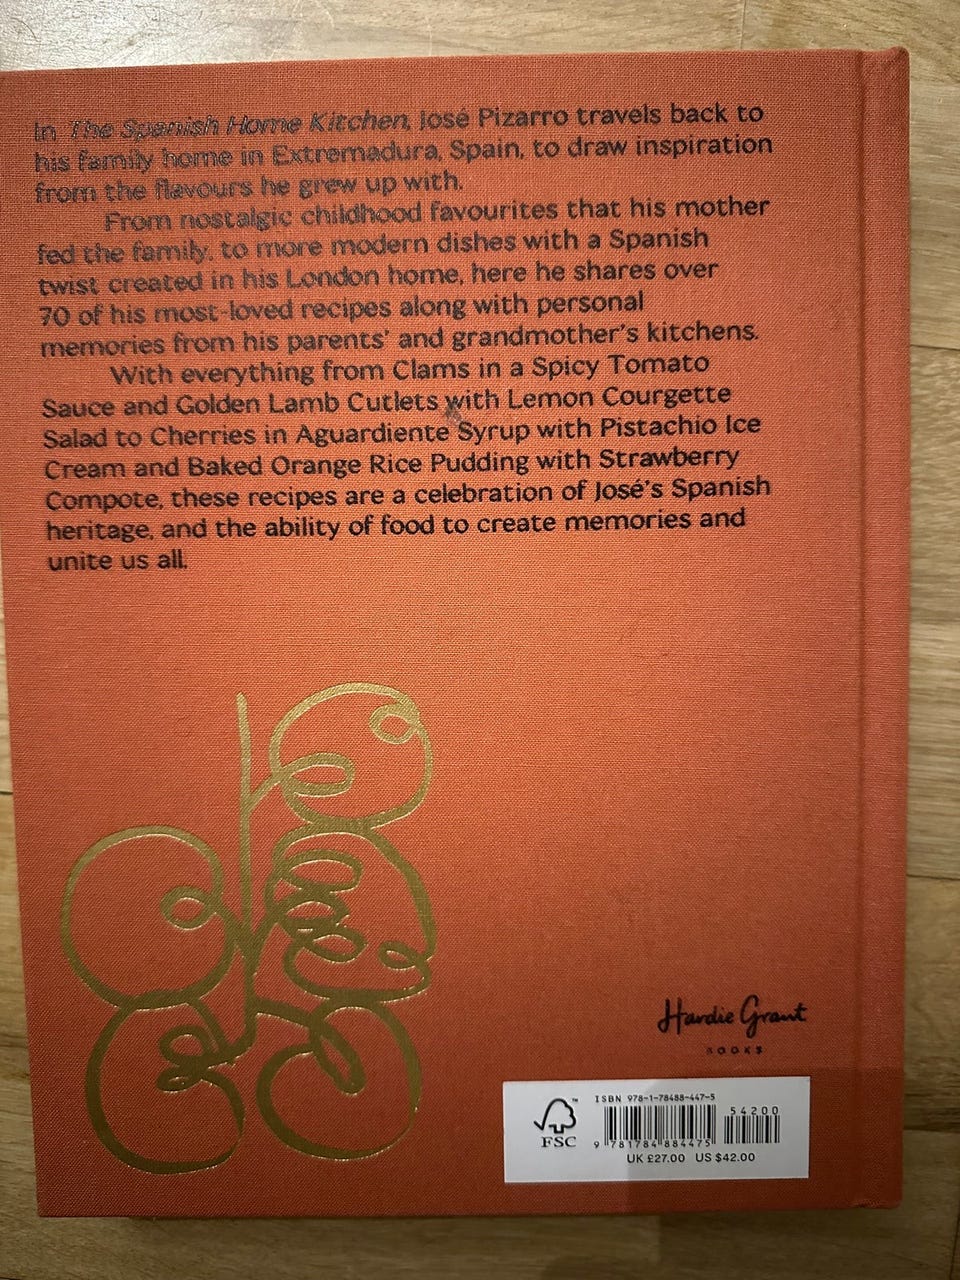 In The Spanish Home Kitchen, José Pizarro travels back to
his family home in Extremadura, Spain, to draw inspiration
from the flavours he grew up with.
From nostalgic childhood favourites that his mother
fed the family, to more modern dishes with a Spanish
twist created in his London home, here he shares over
70 of his most-loved recipes along with personal
memories from his parents' and grandmother's kitchens.
With everything from Clams in a Spicy Tomato
Sauce and Golden Lamb Cutlets with Lemon Courgette
Salad to Cherries in Aguardiente Syrup with Pistachio Ice
Cream and Baked Orange Rice Pudding with Strawberry
Compote, these recipes are a celebration of José's Spanish
heritage, and the ability of food to create memories and
unite us all.
Hardie Grant
BOOKS
ISBN 978-1-78488-447-5
54200
FSC™
9 781784 884475
UK £27.00 US $42.00